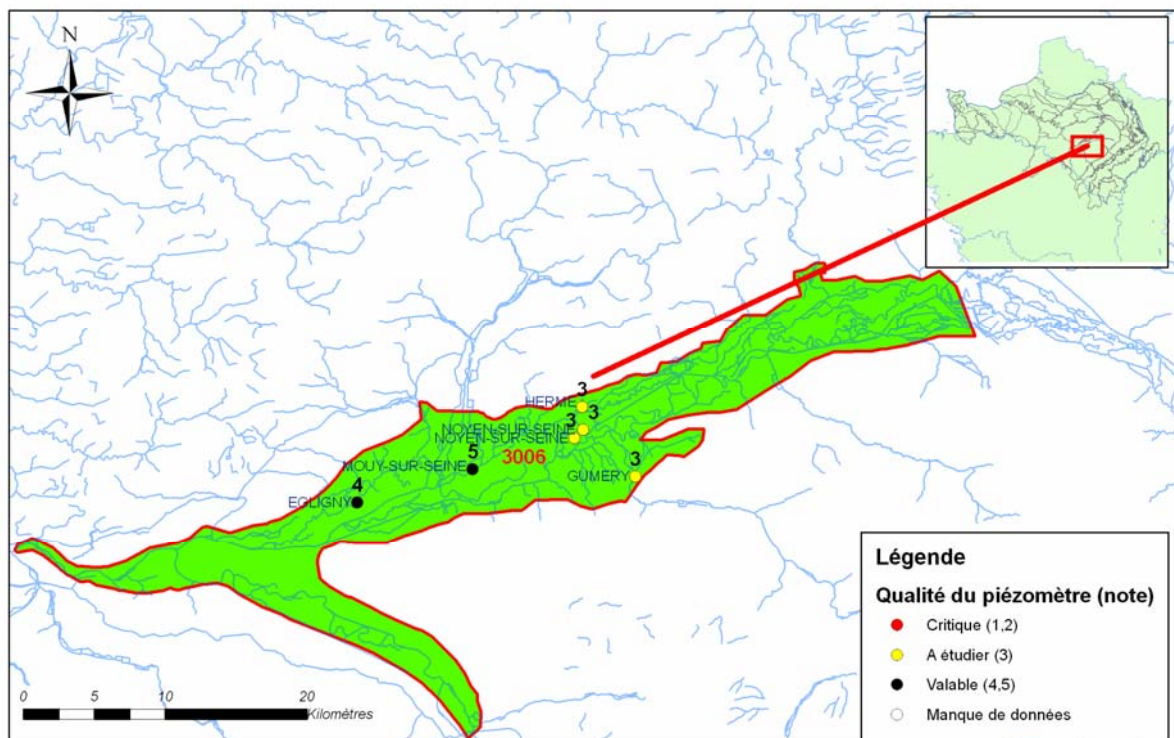 N
3
HERME
3
3
NOYEN-SUR-SEINE
NOYEN-SUR-SEINE
5
3006
3
MOUY-SUR-SEINE
GUMERY
4
EGLIGNY
0 5 10 20
Kilomètres
Légende
Qualité du piézomètre (note)
Critique (1,2)
A étudier (3)
Valable (4,5)
Manque de données